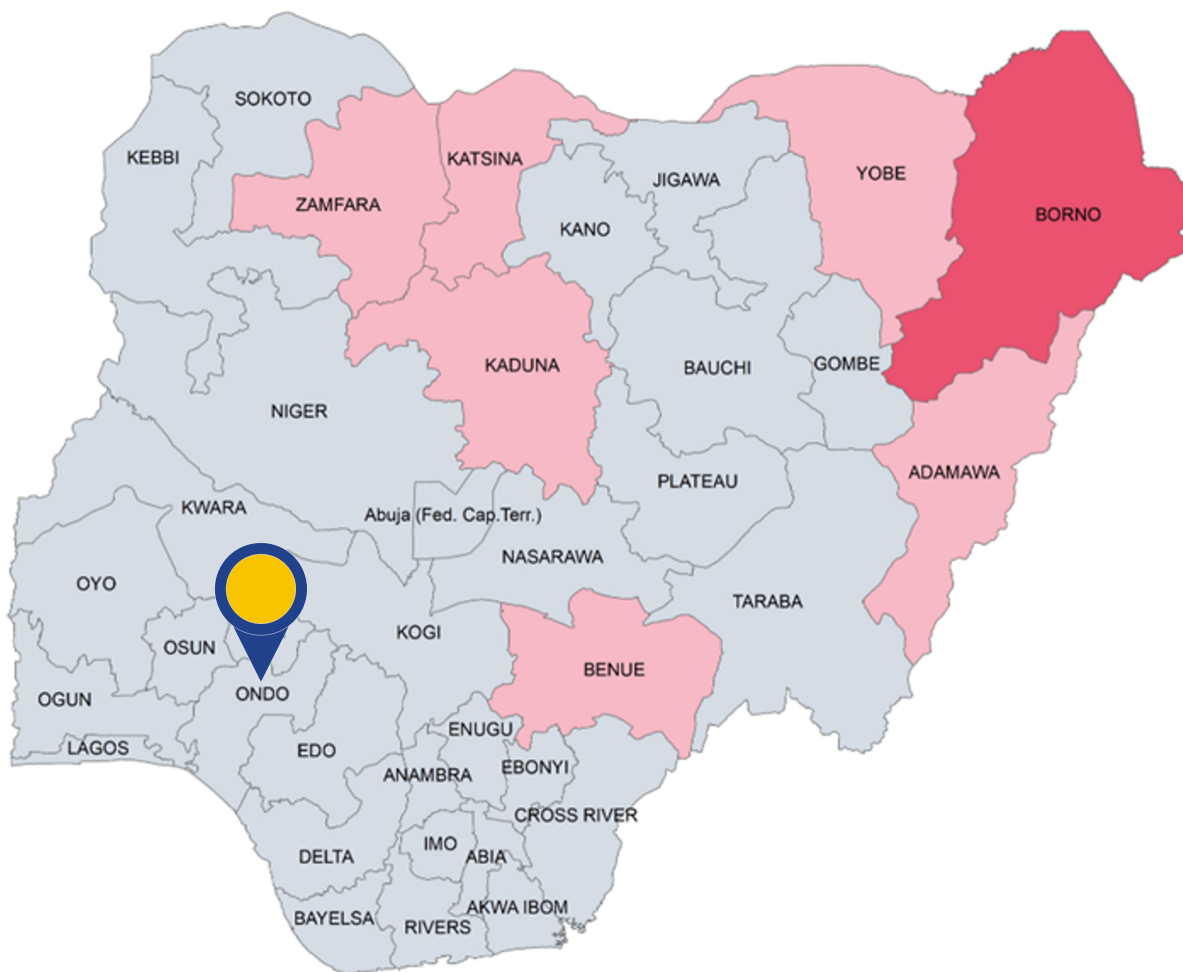 SOKOTO
KEBBI
KATSINA
YOBE
JIGAWA
ZAMFARA
BORNO
KANO
KADUNA
BAUCHI
GOMBE
NIGER
ADAMAWA
PLATEAU
KWARA
Abuja (Fed. Cap.Terr.)
NASARAWA
OYO
TARABA
KOGI
OSUN
BENUE
ONDO
OGUN
ENUGU
LAGOS
EDO
EBONYI
ANAMBRA
CROSS RIVER
IMO
ABIA
DELTA
AKWA IBOM
BAYELSA
RIVERS